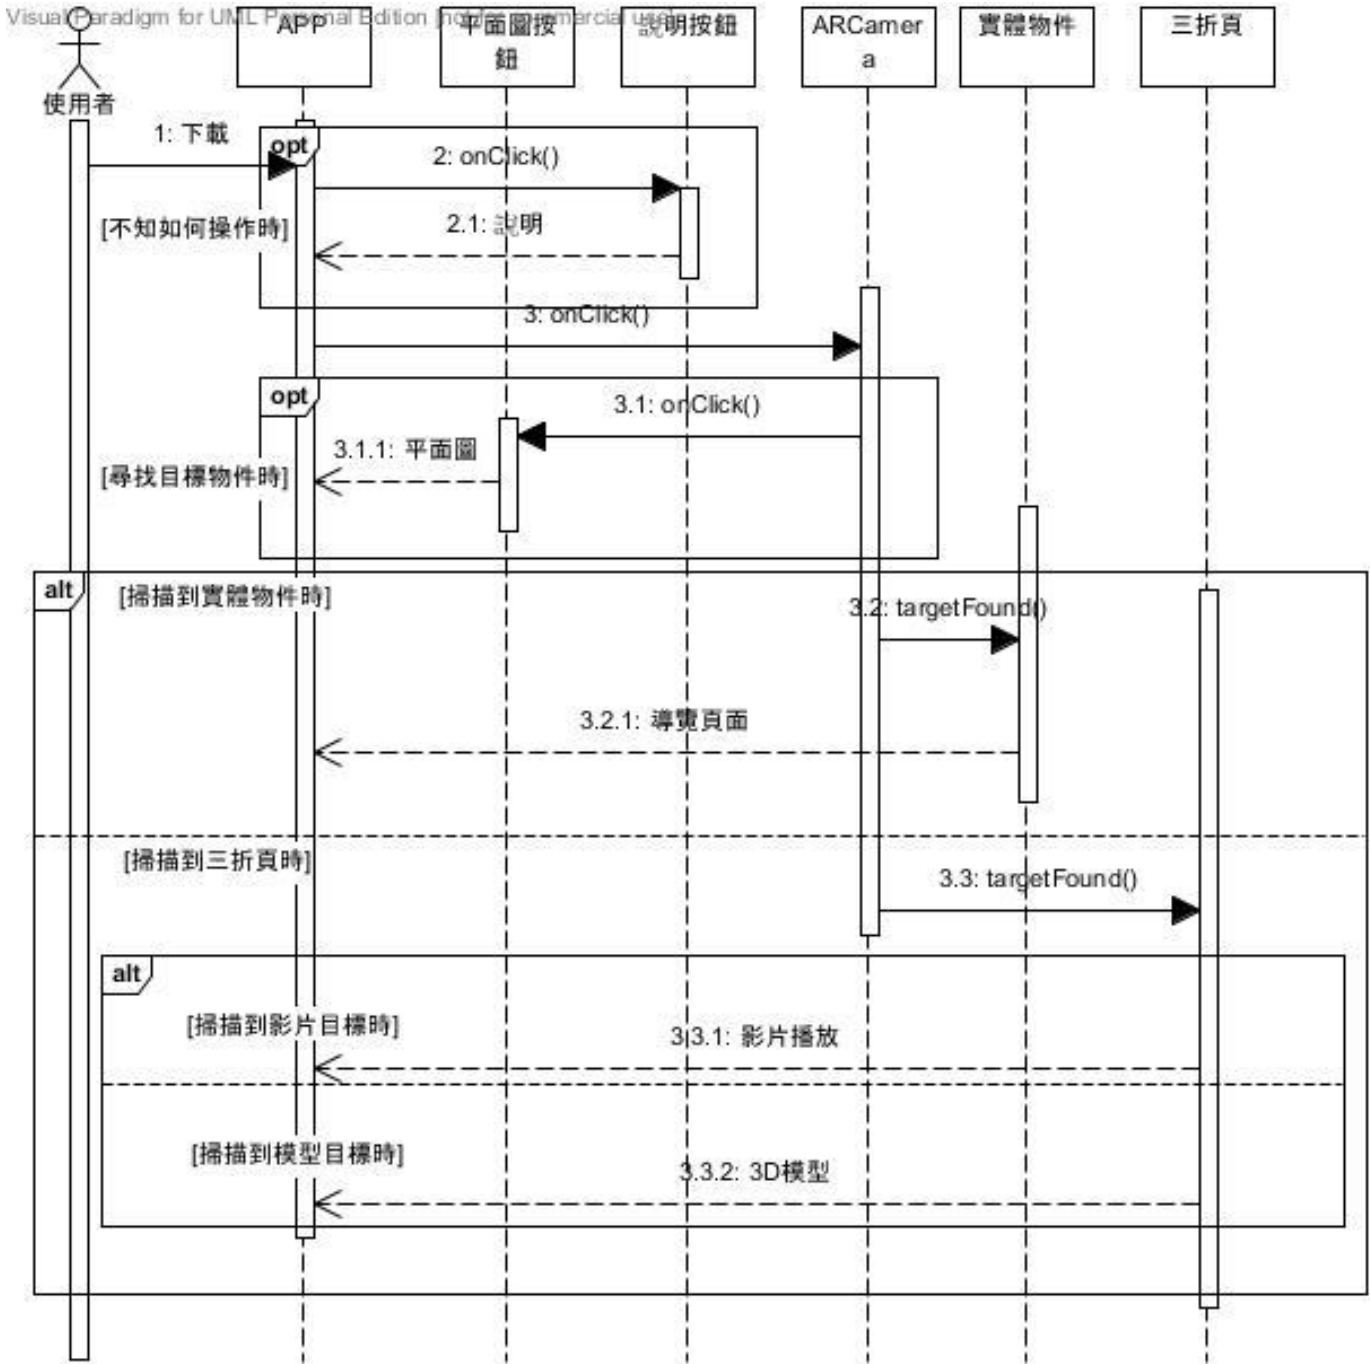 Visual Paradigm for UML Personal Edition [not for commercial use]
使用者
APP
平面圖按
鈕
說明按鈕
ARCamer
a
實體物件
三折頁
1: 下載
opt
2: onClick()
[不知如何操作時]
2.1: 說明
3: onClick()
opt
3.1: onClick()
3.1.1: 平面圖
[尋找目標物件時]
alt
[掃描到實體物件時]
3.2: targetFound()
3.2.1: 導覽頁面
[掃描到三折頁時]
3.3: targetFound()
alt
[掃描到影片目標時]
3.3.1: 影片播放
[掃描到模型目標時]
3.3.2: 3D模型